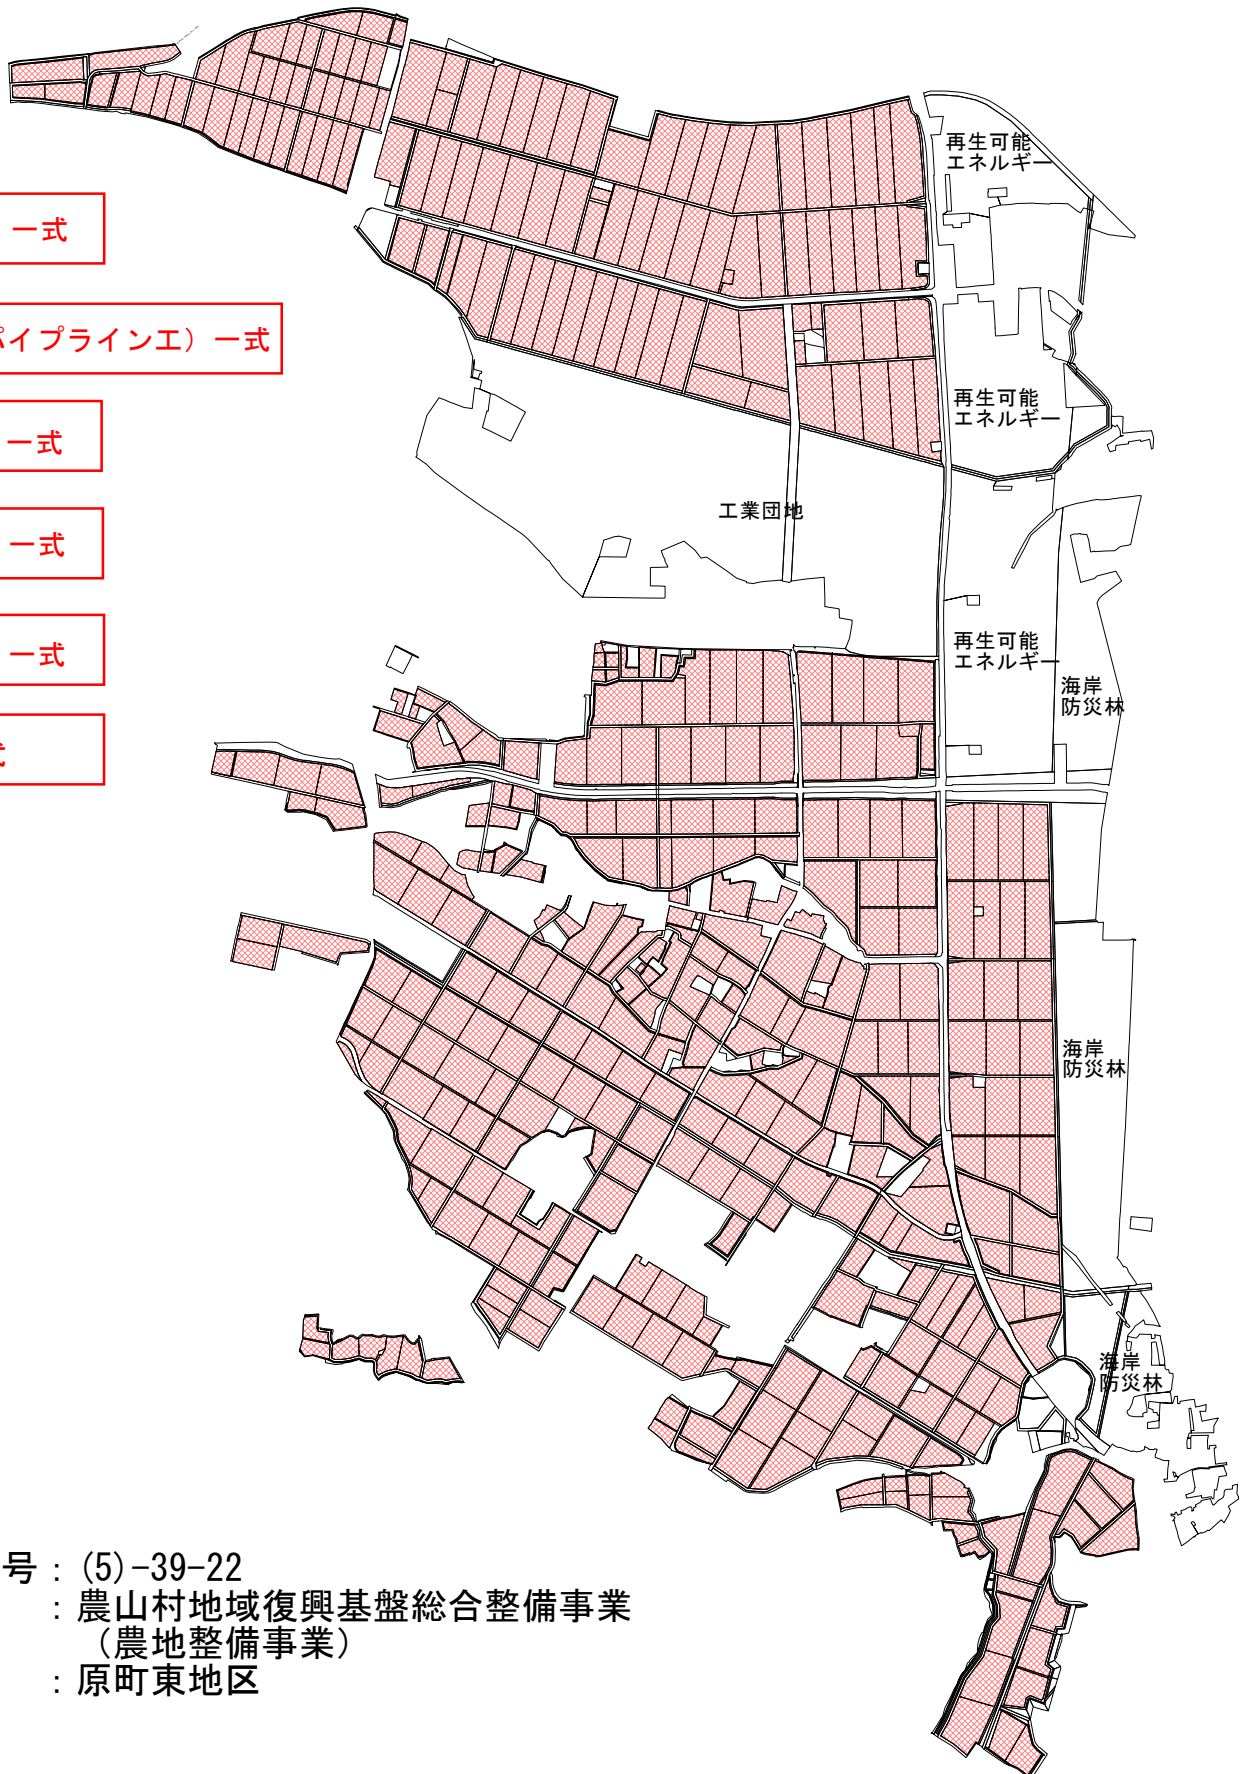 再生可能
エネルギー
一式
パイプライン工）一式
再生可能
エネルギー
一式
工業団地
一式
再生可能
エネルギー
一式
海岸
防災林
式
海岸
防災林
海岸
防災林
号：(5)-39-22
：農山村地域復興基盤総合整備事業
（農地整備事業）
：原町東地区